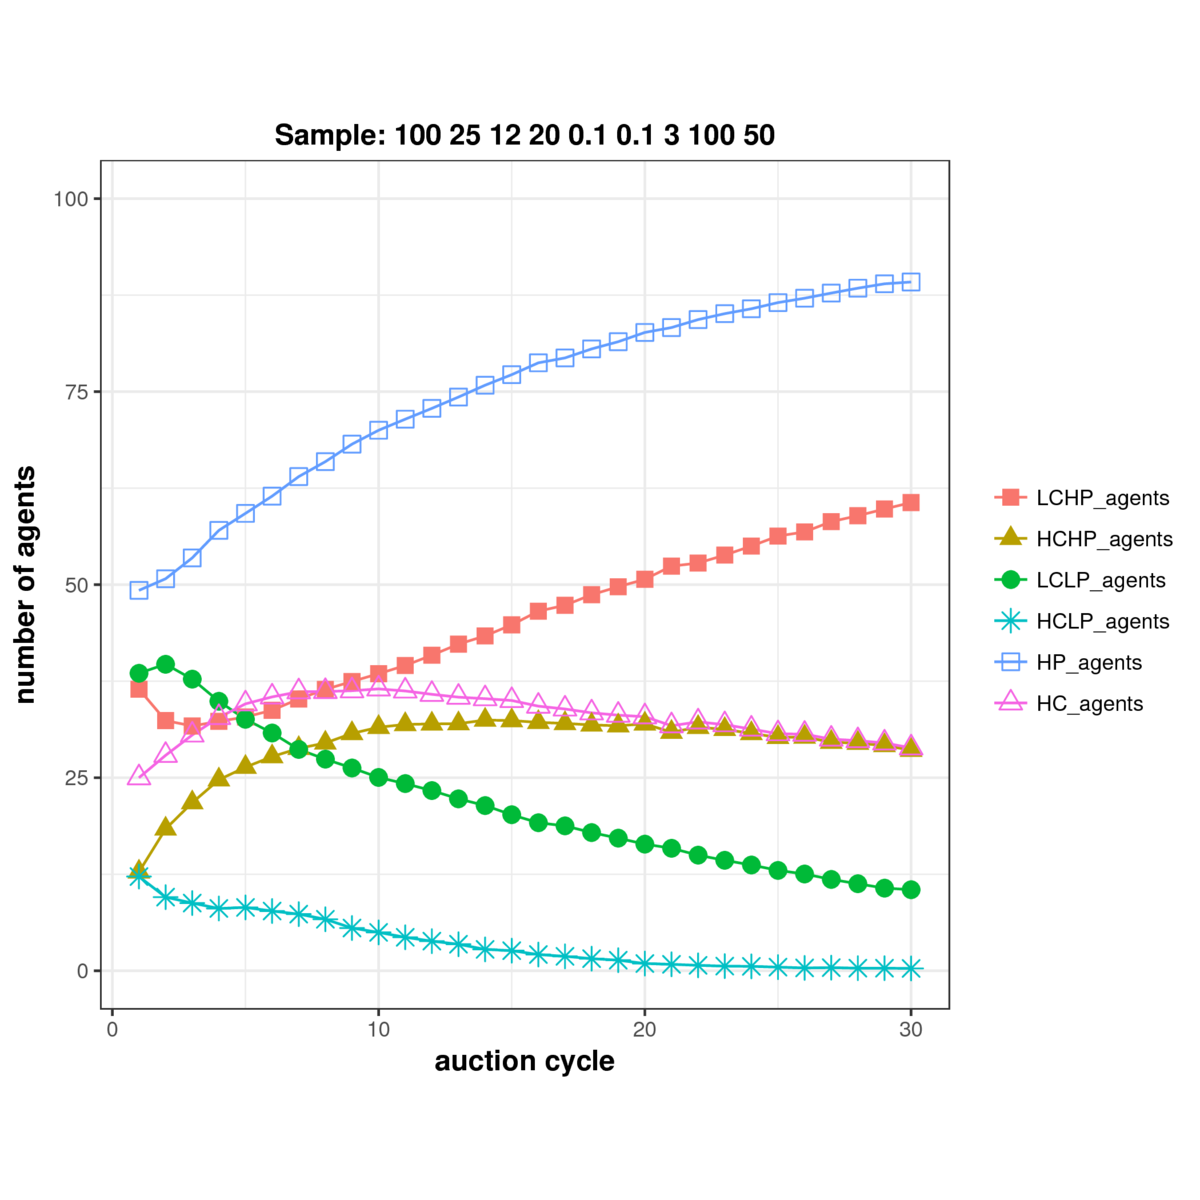 Sample: 100 25 12 20 0.1 0.1 3 100 50
100
75
50
25
0
number of agents
0 10 20 30
auction cycle
LCHP_agents
HCHP_agents
LCLP_agents
HCLP_agents
HP_agents
HC_agents